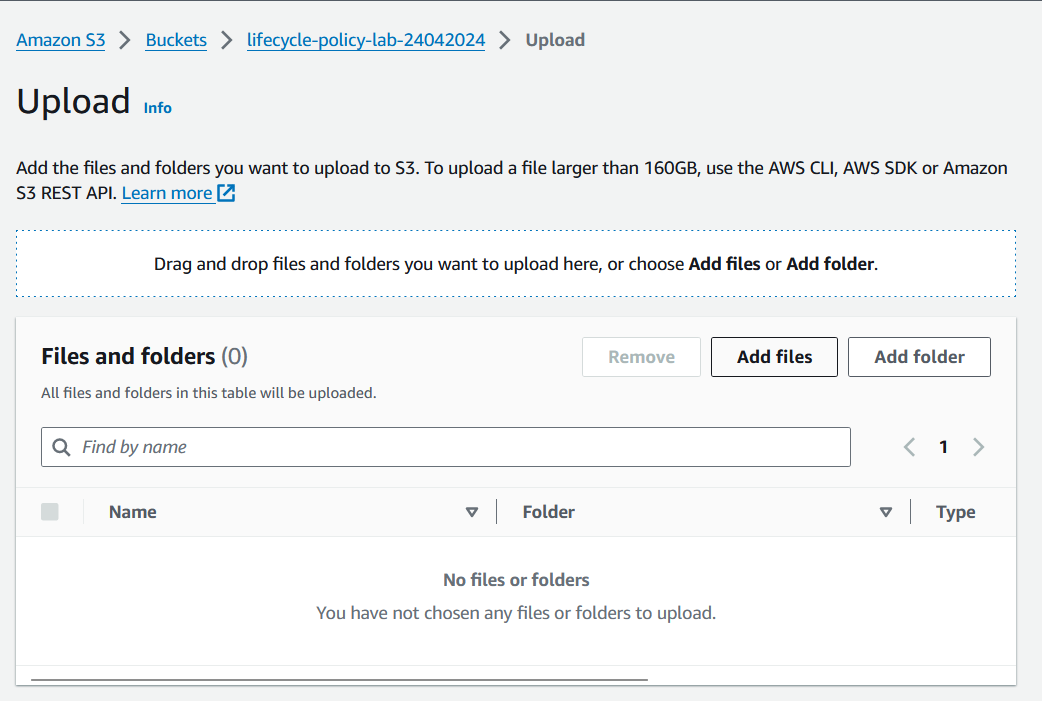 Amazon S3 > Buckets > lifecycle-policy-lab-24042024 > Upload
Upload Info
Add the files and folders you want to upload to S3. To upload a file larger than 160GB, use the AWS CLI, AWS SDK or Amazon
S3 REST API. Learn more
Drag and drop files and folders you want to upload here, or choose Add files or Add folder.
Files and folders (0)
Remove Add files Add folder
All files and folders in this table will be uploaded.
Find by name
1
Name Folder Type
No files or folders
You have not chosen any files or folders to upload.